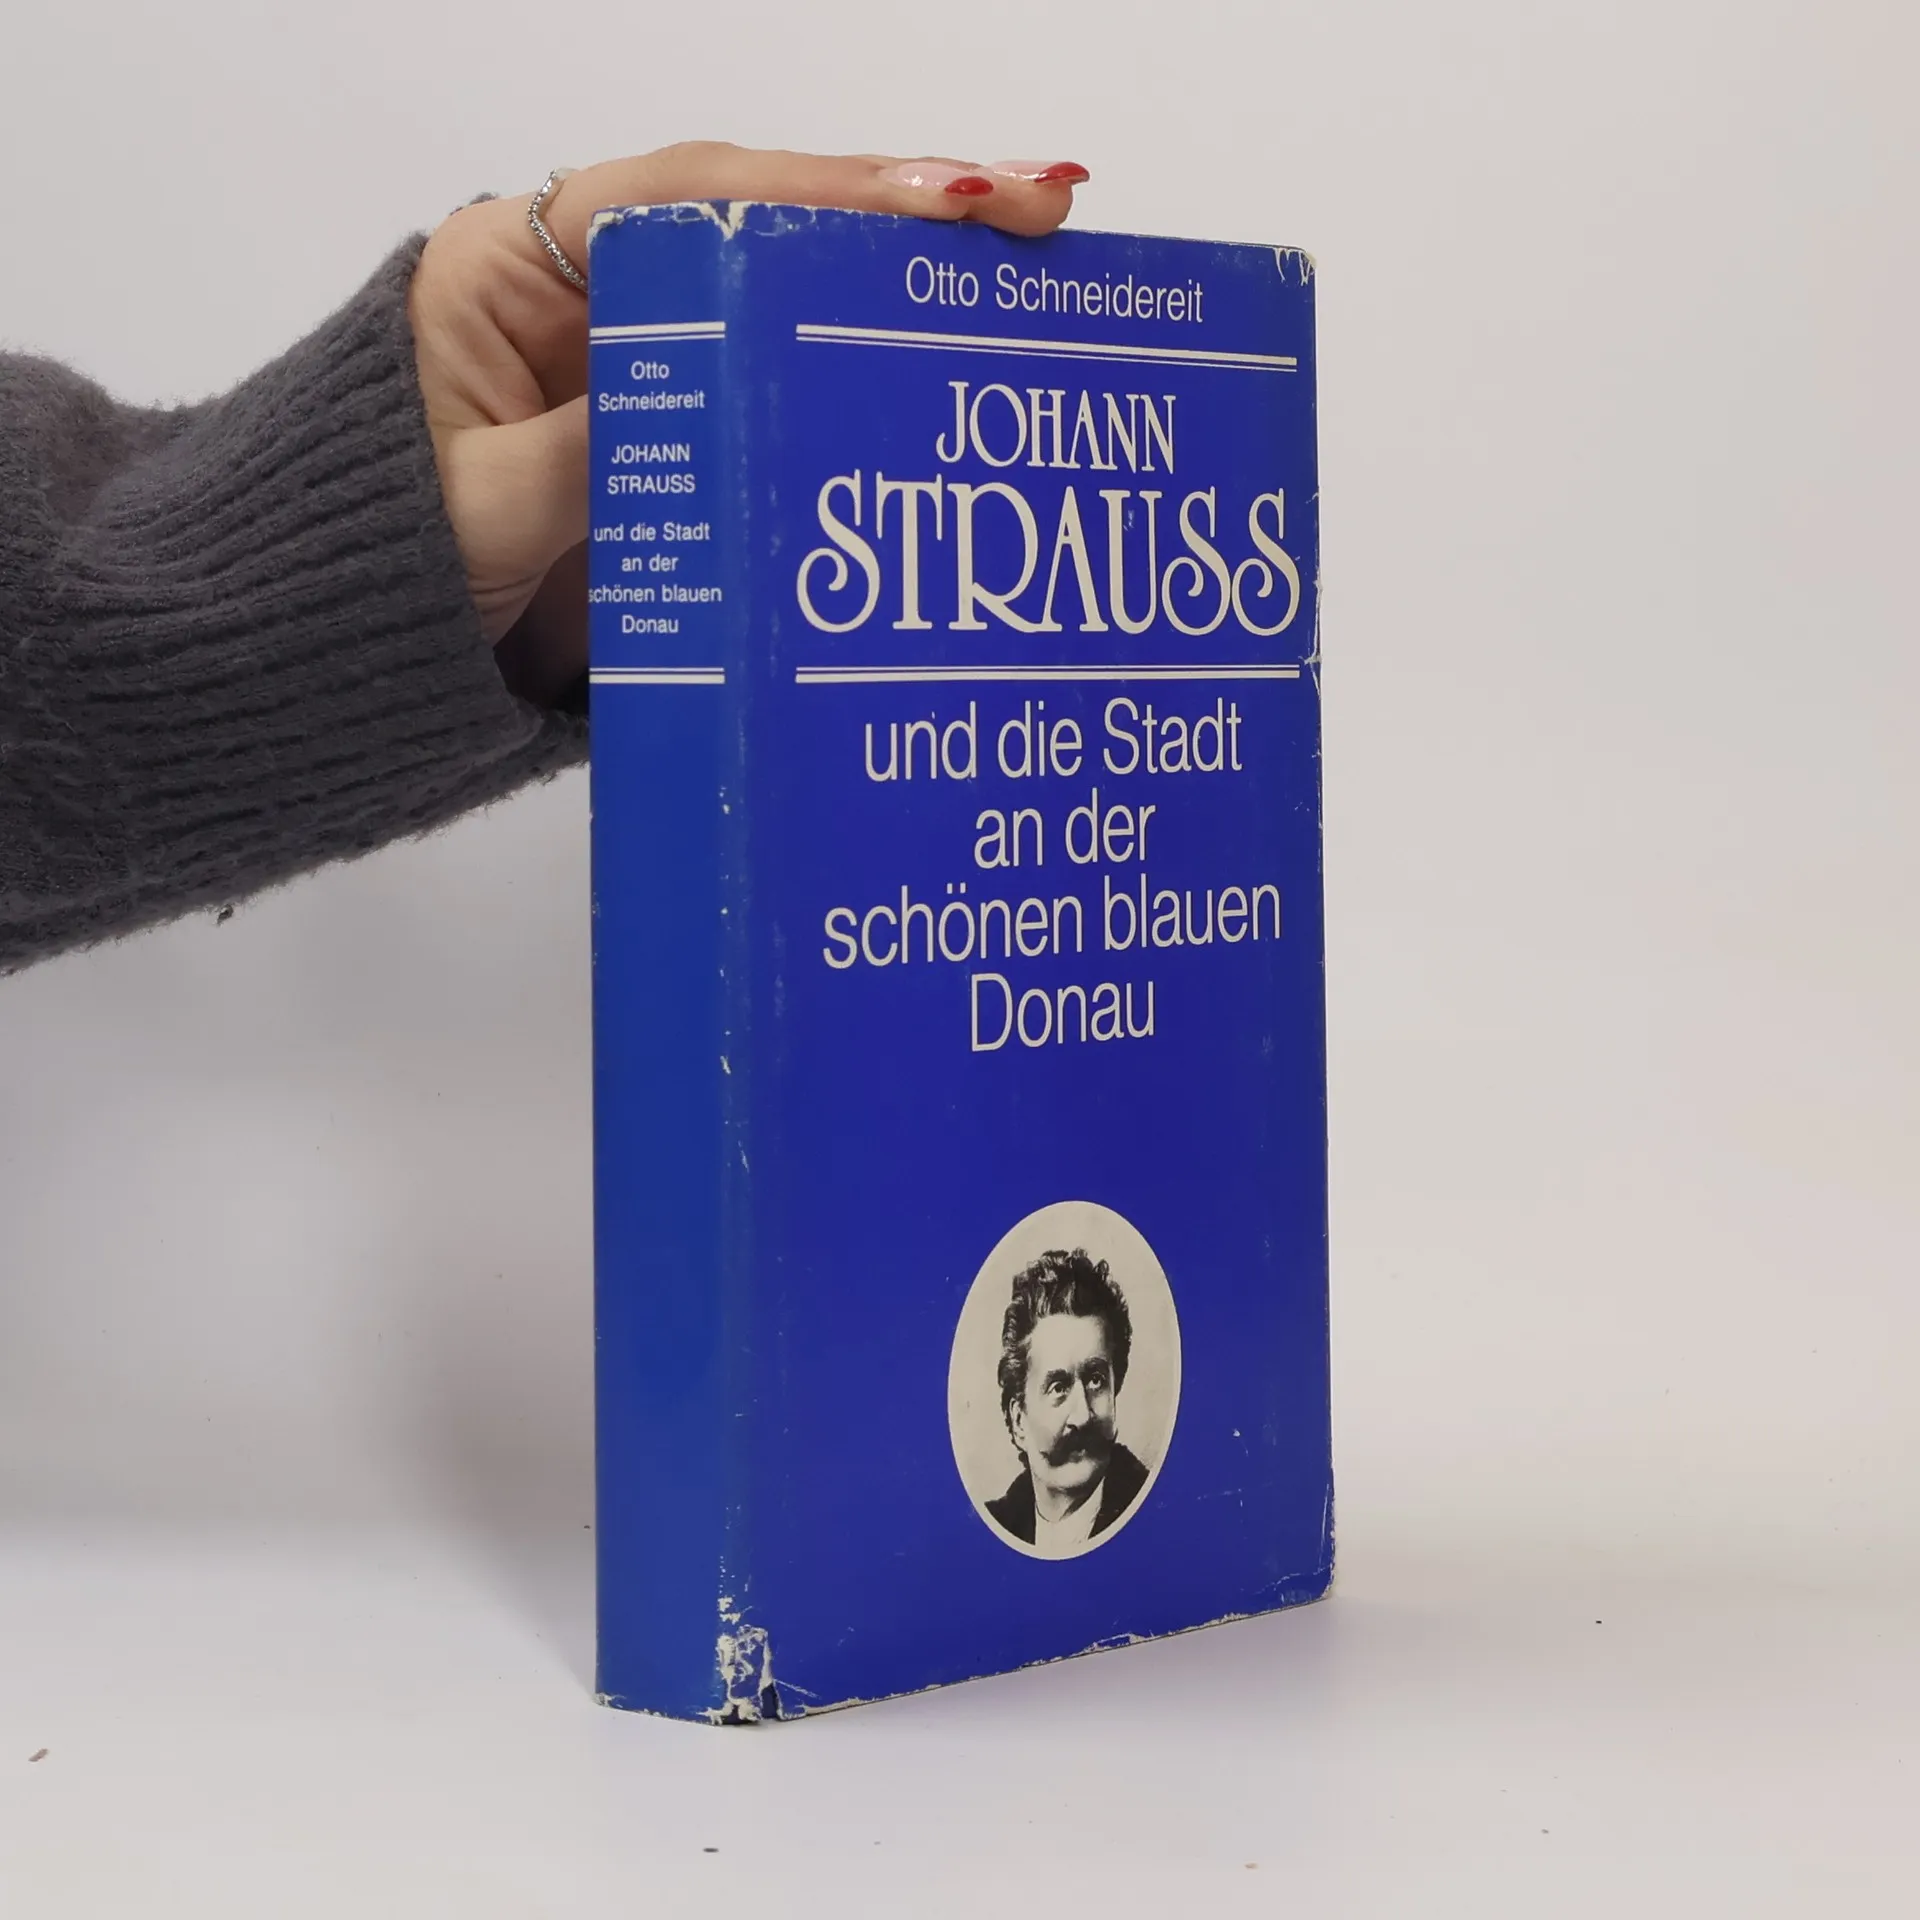 Otto
Schneidereit
JOHANN
STRAUSS
und die Stadt
an der
schönen blauen
Donau
Otto Schneidereit
JOHANN
STRAUSS
und die Stadt
an der
schönen blauen
Donau